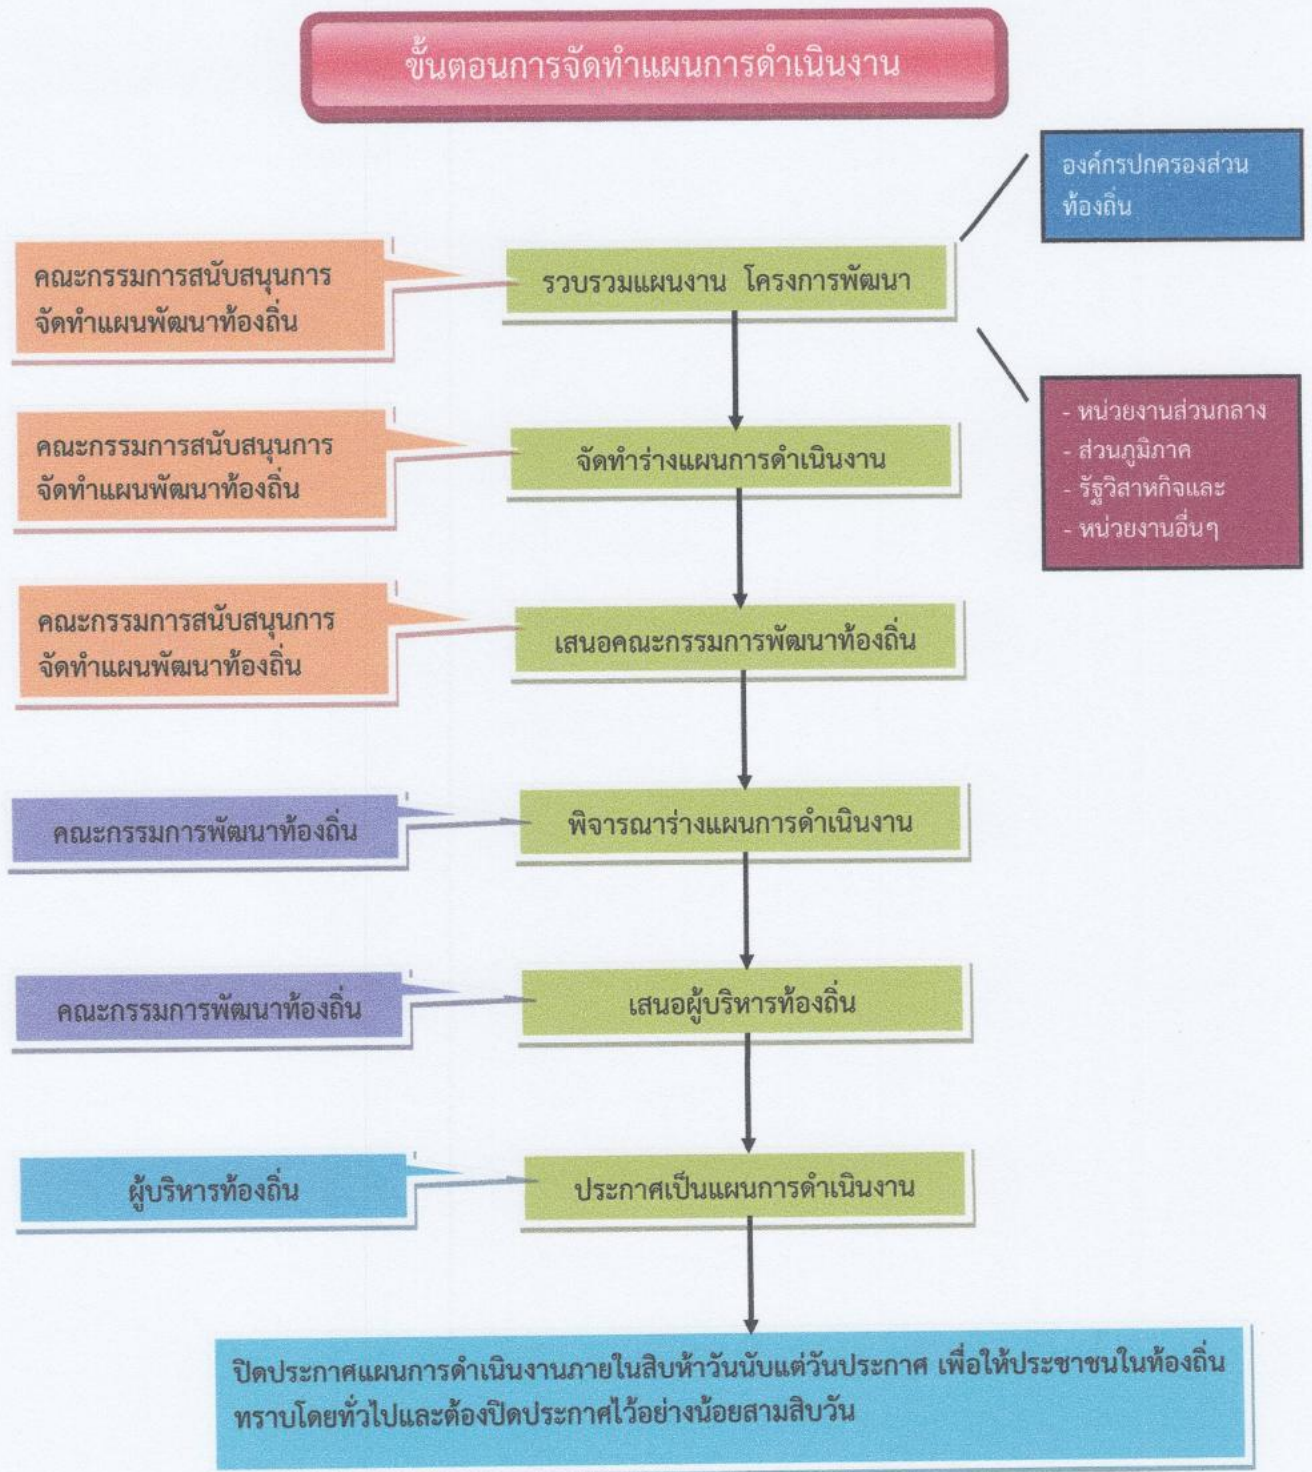 ขั้นตอนการจัดทำแผนการดำเนินงาน
องค์กรปกครองส่วน
ท้องถิ่น
คณะกรรมการสนับสนุนการ
จัดทำแผนพัฒนาท้องถิ่น
รวบรวมแผนงาน โครงการพัฒนา
- หน่วยงานส่วนกลาง
- ส่วนภูมิภาค
- รัฐวิสาหกิจและ
- หน่วยงานอื่นๆ
คณะกรรมการสนับสนุนการ
จัดทำแผนพัฒนาท้องถิ่น
จัดทำร่างแผนการดำเนินงาน
คณะกรรมการสนับสนุนการ
จัดทำแผนพัฒนาท้องถิ่น
เสนอคณะกรรมการพัฒนาท้องถิ่น
คณะกรรมการพัฒนาท้องถิ่น
พิจารณาร่างแผนการดำเนินงาน
คณะกรรมการพัฒนาท้องถิ่น
เสนอผู้บริหารท้องถิ่น
ผู้บริหารท้องถิ่น
ประกาศเป็นแผนการดำเนินงาน
ปิดประกาศแผนการดำเนินงานภายในสิบห้าวันนับแต่วันประกาศ เพื่อให้ประชาชนในท้องถิ่น
ทราบโดยทั่วไปและต้องปิดประกาศไว้อย่างน้อยสามสิบวัน